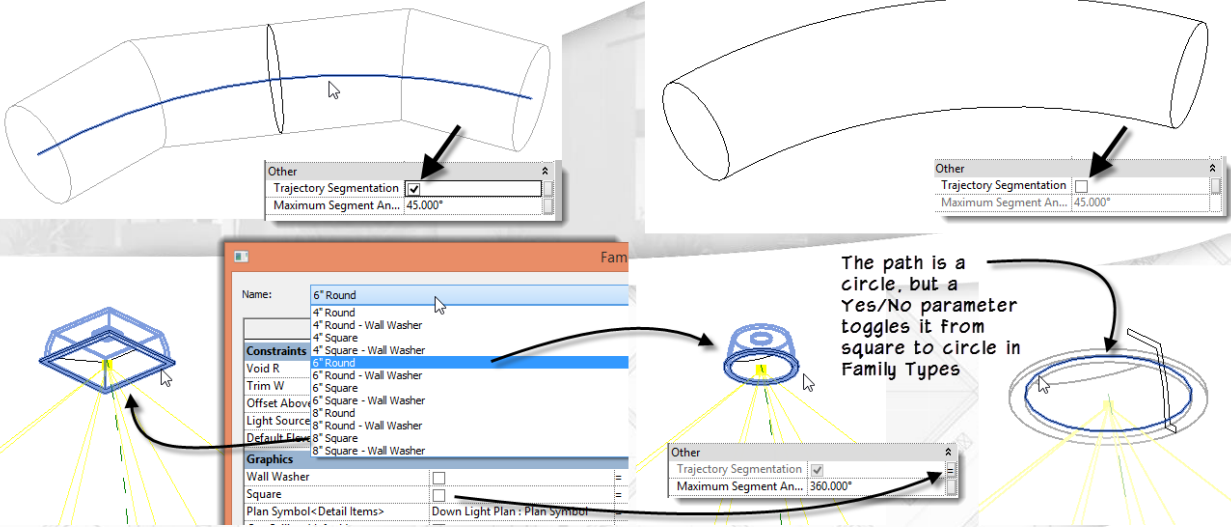 Other
Trajectory Segmentation
Maximum Segment An... 45.000°
Other
Trajectory Segmentation
Maximum Segment An... 45.000°
Fam
Name: 6" Round
4" Round
4" Round - Wall Washer
4" Square
4" Square - Wall Washer
6" Round
6" Round - Wall Washer
6" Square
6" Square - Wall Washer
8" Round
8" Round - Wall Washer
8" Square
8" Square - Wall Washer
Constraints
Void R
Trim W
Offset Above
Light Source
Default Elev
Graphics
Wall Washer =
Square =
Plan Symbol<Detail Items> Down Light Plan : Plan Symbol =
The path is a
circle, but a
Yes/No parameter
toggles it from
square to circle in
Family Types
Other
Trajectory Segmentation =
Maximum Segment An... 360.000°